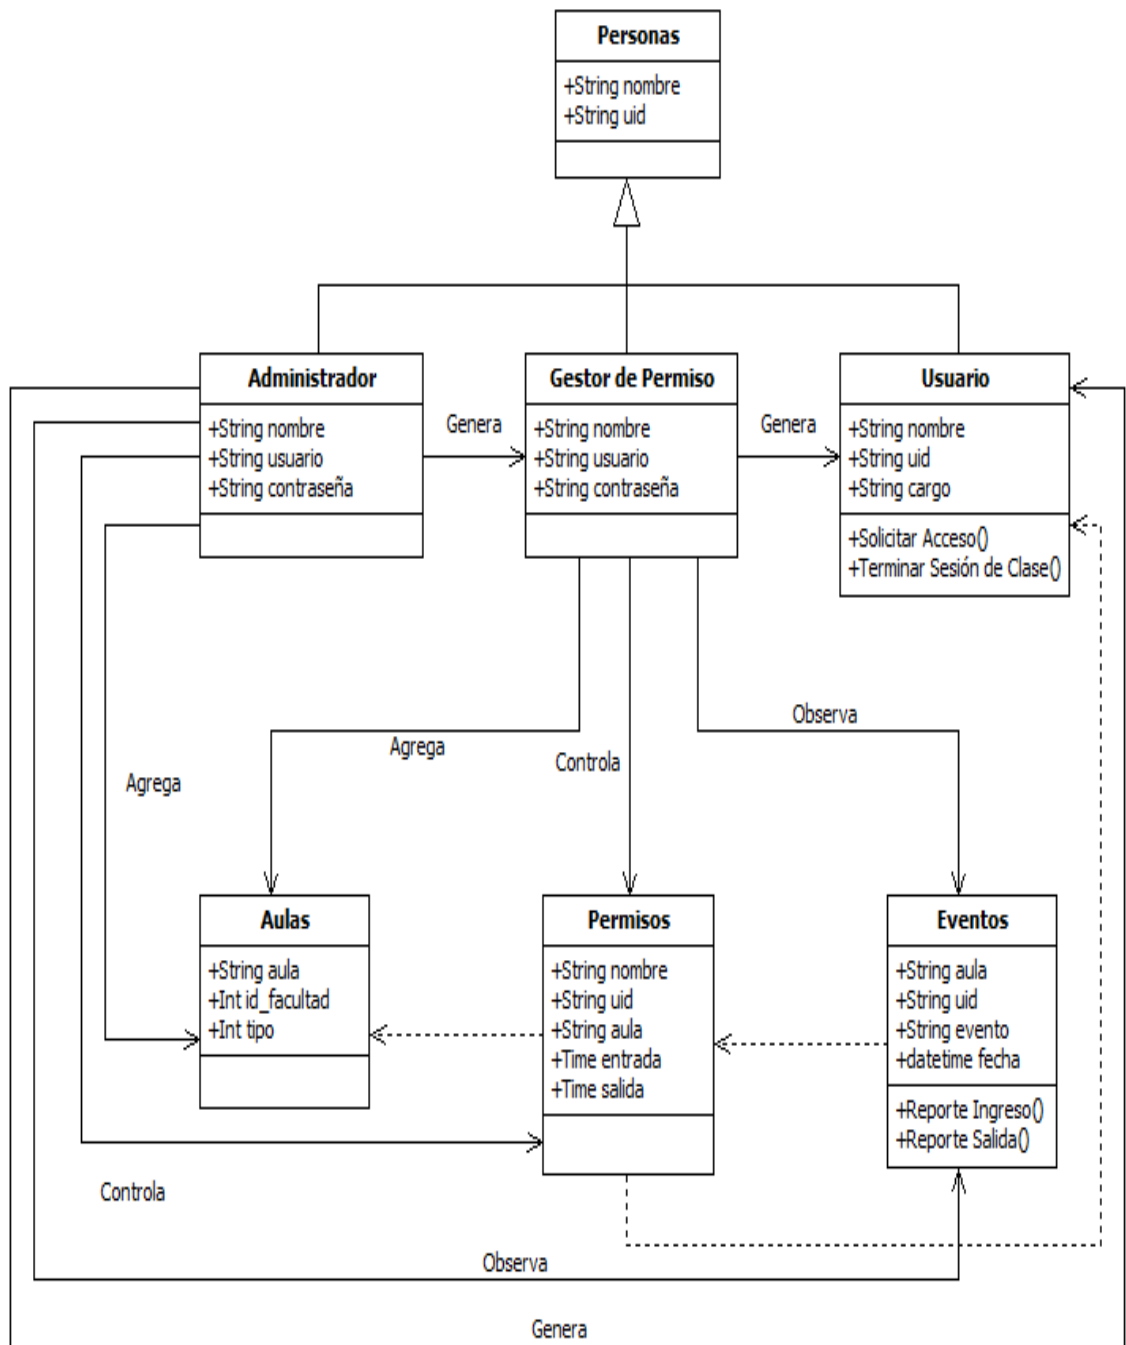 Personas
+String nombre
+String uid
Administrador
+String nombre
+String usuario
+String contraseña
Genera
Gestor de Permiso
+String nombre
+String usuario
+String contraseña
Genera
Usuario
+String nombre
+String uid
+String cargo
+Solicitar Acceso()
+Terminar Sesión de Clase()
Agrega
Agrega
Controla
Observa
Aulas
+String aula
+Int id_facultad
+Int tipo
Permisos
+String nombre
+String uid
+String aula
+Time entrada
+Time salida
Eventos
+String aula
+String uid
+String evento
+datetime fecha
+Reporte Ingreso()
+Reporte Salida()
Controla
Observa
Genera